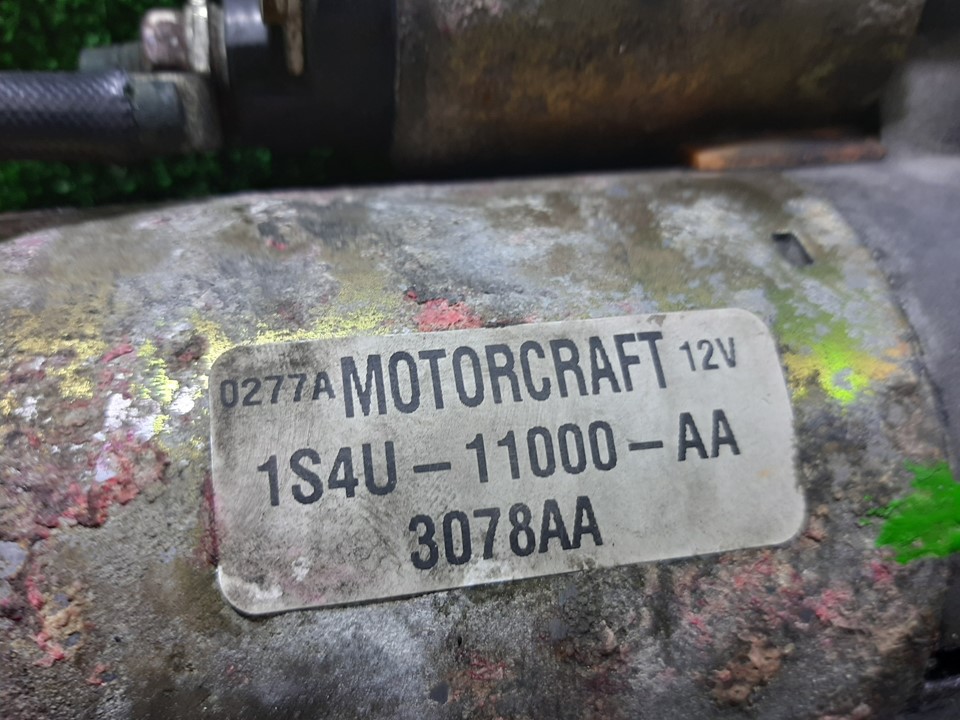 0277A MOTORCRAFT 12V
1S4U-11000-AA
3078AA